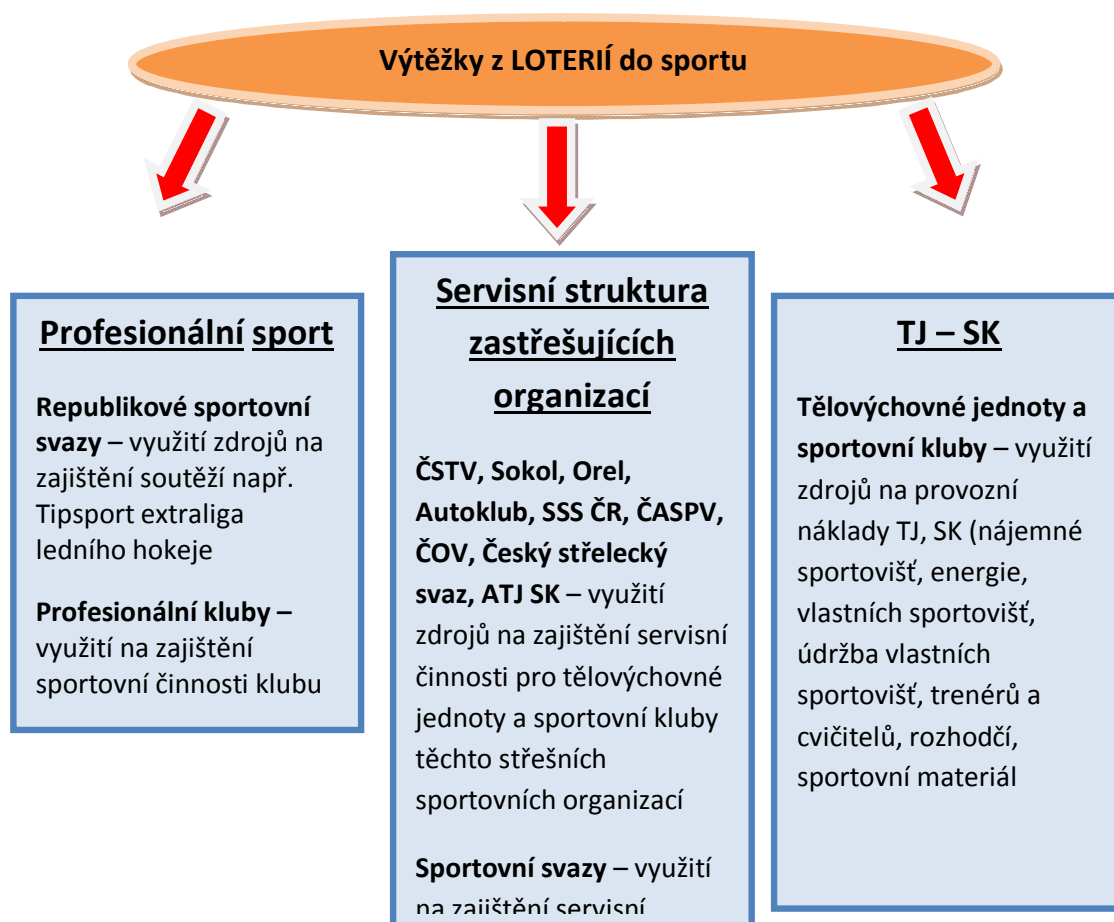 Výtěžky z LOTERIÍ do sportu
Profesionální sport
Republikové sportovní
svazy – využití zdrojů na
zajištění soutěží např.
Tipsport extraliga
ledního hokeje
Profesionální kluby –
využití na zajištění
sportovní činnosti klubu
Servisní struktura
zastřešujících
organizací
ČSTV, Sokol, Orel,
Autoklub, SSS ČR, ČASPV,
ČOV, Český střelecký
svaz, ATJ SK – využití
zdrojů na zajištění servisní
činnosti pro tělovýchovné
jednoty a sportovní kluby
těchto střešních
sportovních organizací
Sportovní svazy – využití
na zajištění servisní
TJ – SK
Tělovýchovné jednoty a
sportovní kluby – využití
zdrojů na provozní
náklady TJ, SK (nájemné
sportovišť, energie,
vlastních sportovišť,
údržba vlastních
sportovišť, trenérů a
cvičitelů, rozhodčí,
sportovní materiál